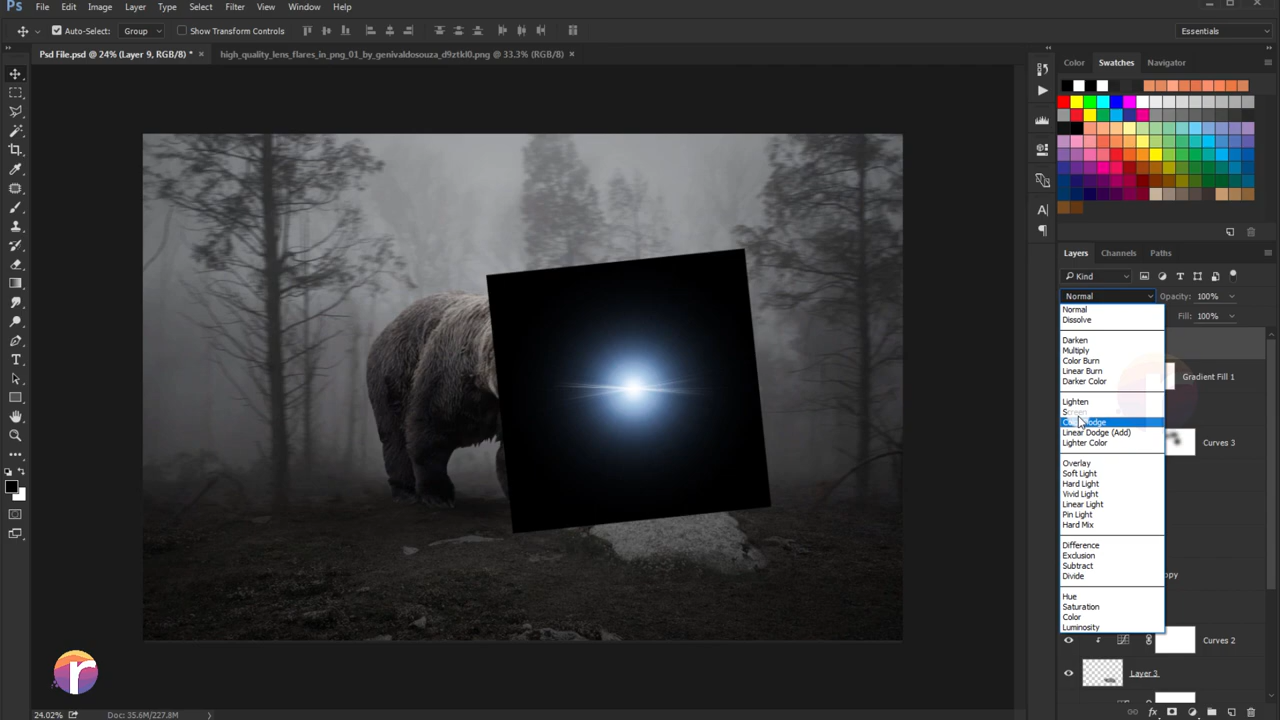 Ps File Edit Image Layer Type Select Filter View Window Help
Auto-Select: Group Show Transform Controls Essentials
Psd File.psd @ 24% (Layer 9, RGB/8) * × high_quality_lens_flares_in_png_01_by_genivaldosouza_d9ztkl0.png @ 33.3% (RGB/8) ×
Color Swatches Navigator
Layers Channels Paths
Kind
Normal Opacity: 100%
Normal Fill: 100%
Dissolve
Darken
Multiply
Color Burn
Linear Burn
Darker Color
Gradient Fill 1
Lighten
Screen
Color Dodge
Linear Dodge (Add)
Lighter Color
Curves 3
Overlay
Soft Light
Hard Light
Vivid Light
Linear Light
Pin Light
Hard Mix
Difference
Exclusion
Subtract
Divide
Hue
Saturation
Color
Luminosity
Curves 2
Layer 3
r
24.02% Doc: 35.6M/227.8M